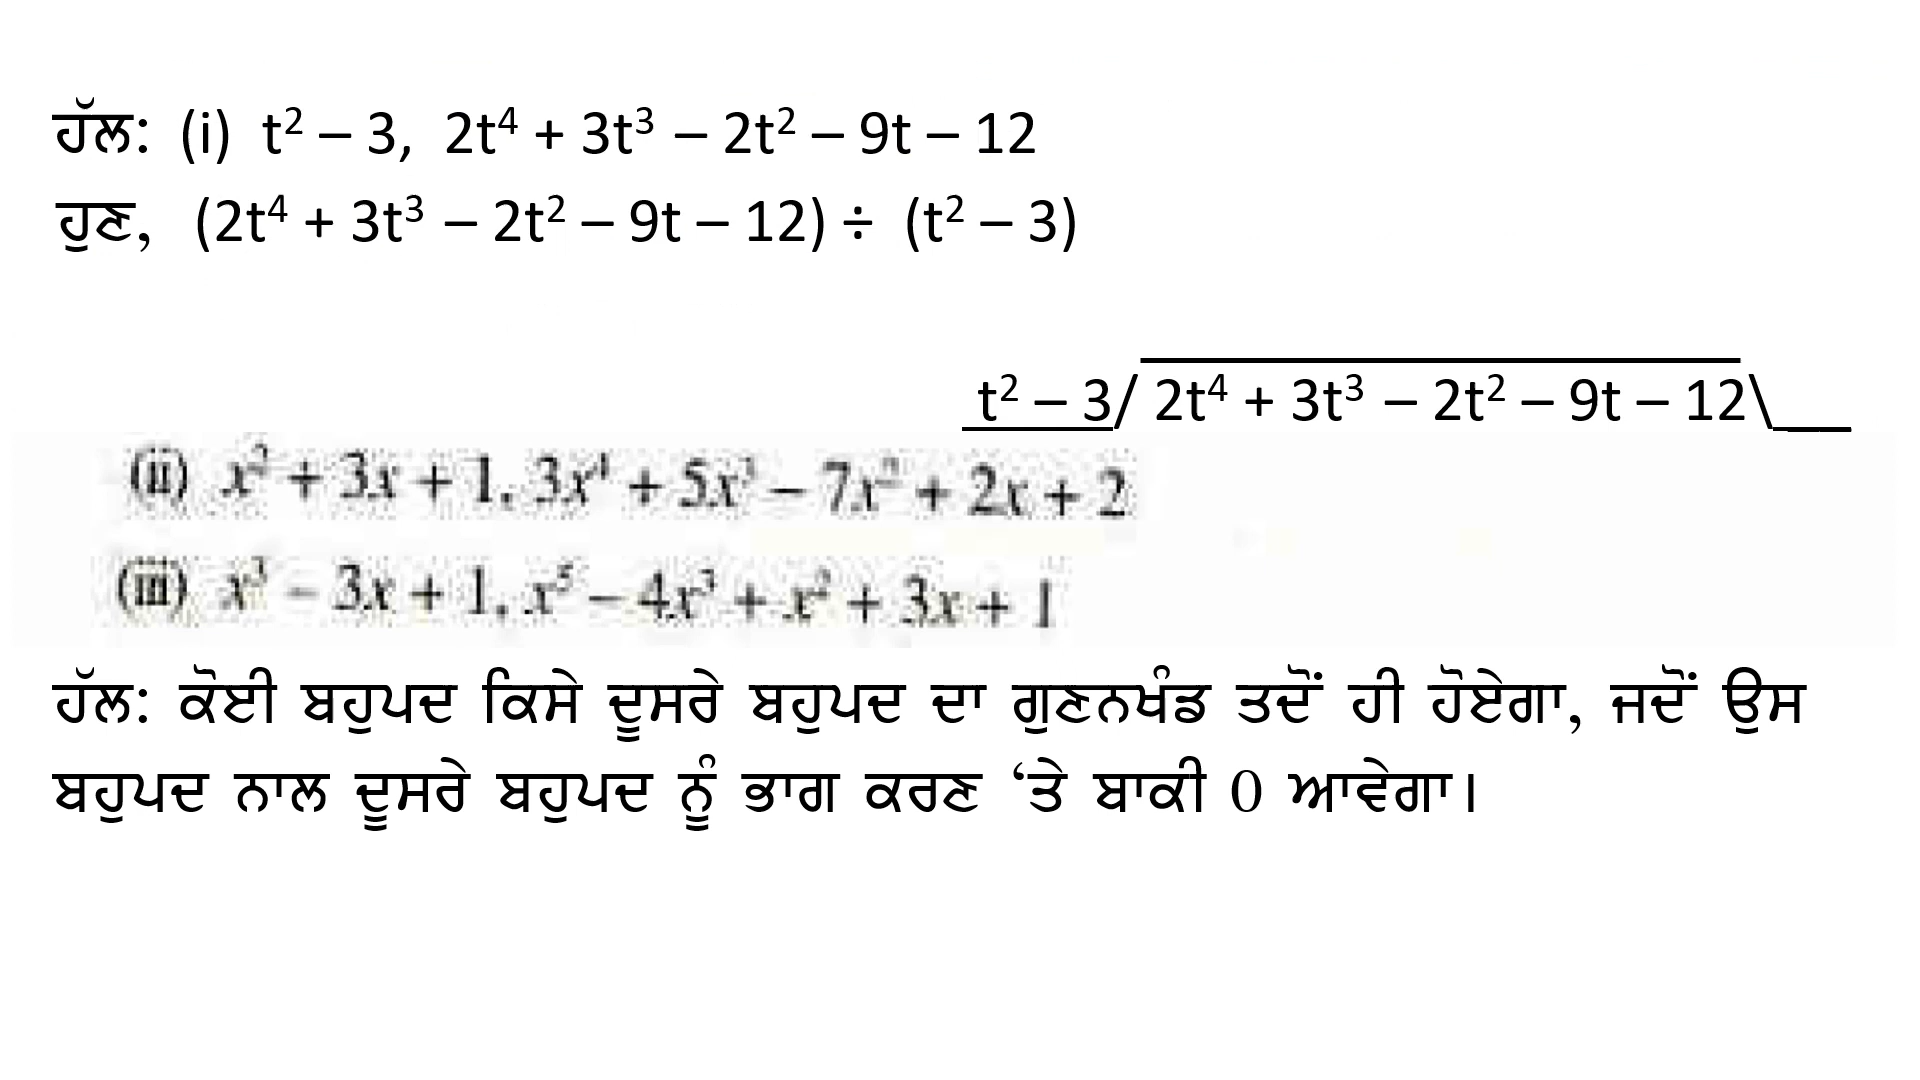 ਹੱਲ: (i) t² – 3, 2t⁴ + 3t³ – 2t² – 9t – 12
ਹੁਣ, (2t⁴ + 3t³ – 2t² – 9t – 12) ÷ (t² – 3)
t² – 3/ 2t⁴ + 3t³ – 2t² – 9t – 12\___
(ii) x² + 3x + 1, 3x⁴ + 5x³ – 7x² + 2x + 2
(iii) x³ – 3x + 1, x⁵ – 4x³ + x² + 3x + 1
ਹੱਲ: ਕੋਈ ਬਹੁਪਦ ਕਿਸੇ ਦੂਸਰੇ ਬਹੁਪਦ ਦਾ ਗੁਣਨਖੰਡ ਤਦੋਂ ਹੀ ਹੋਏਗਾ, ਜਦੋਂ ਉਸ
ਬਹੁਪਦ ਨਾਲ ਦੂਸਰੇ ਬਹੁਪਦ ਨੂੰ ਭਾਗ ਕਰਣ ‘ਤੇ ਬਾਕੀ 0 ਆਵੇਗਾ।